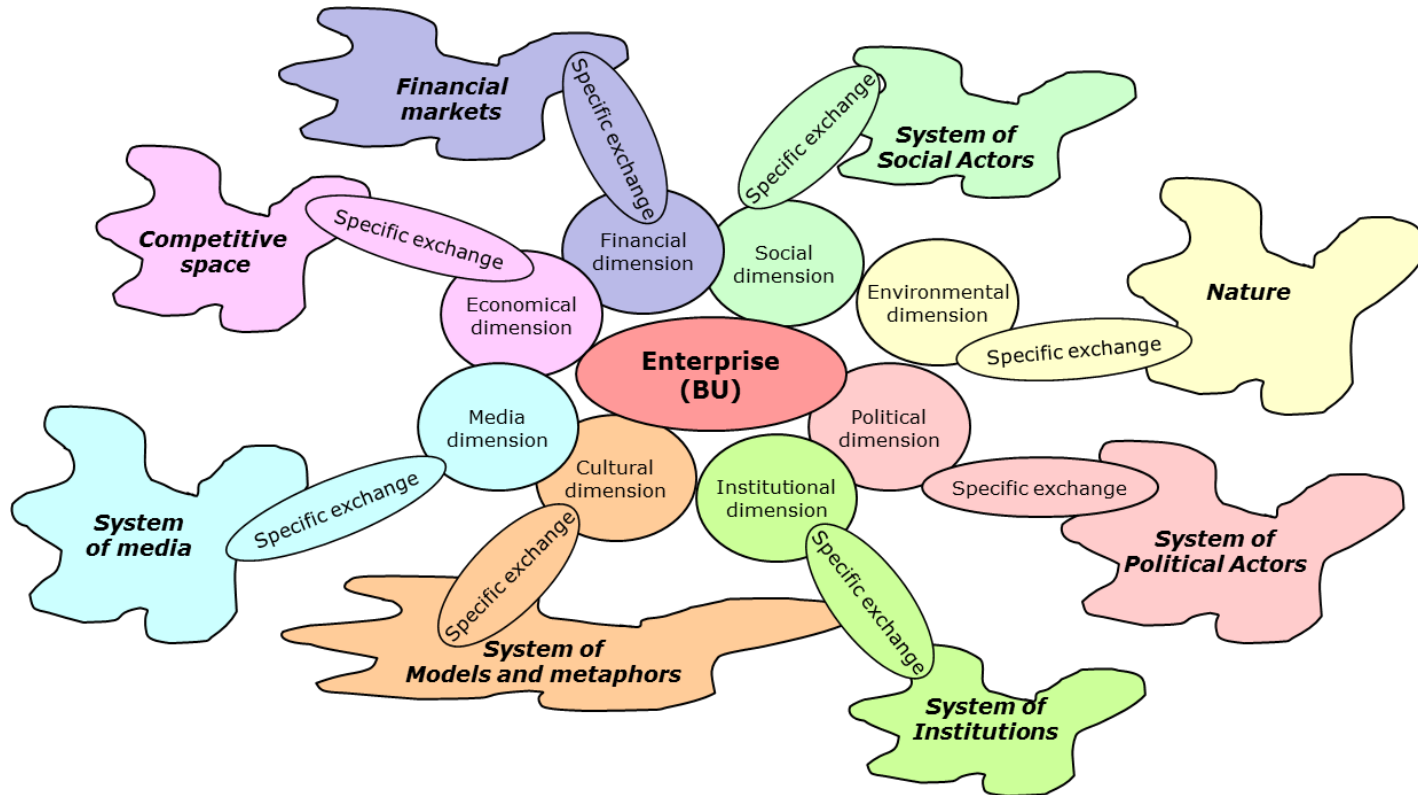 Financial
markets
Specific exchange
Specific exchange
System of
Social Actors
Competitive
space
Specific exchange
Financial
dimension
Social
dimension
Economical
dimension
Environmental
dimension
Specific exchange
Nature
Enterprise
(BU)
Media
dimension
Political
dimension
Cultural
dimension
Institutional
dimension
Specific exchange
System
of media
Specific exchange
Specific exchange
Specific exchange
System of
Political Actors
System of
Models and metaphors
System of
Institutions